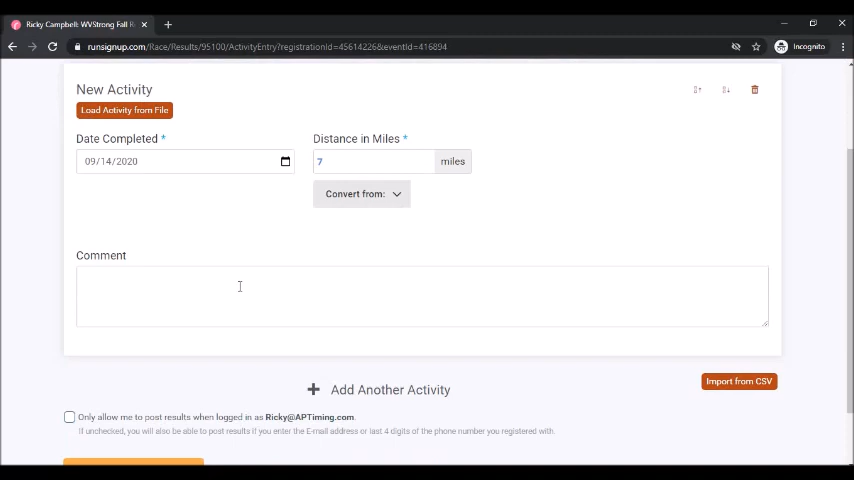 Ricky Campbell: WVStrong Fall R
runsignup.com/Race/Results/95100/ActivityEntry?registrationId=45614226&eventId=416894
Incognito
New Activity
Load Activity from File
Date Completed *
Distance in Miles *
09/14/2020
7
miles
Convert from:
Comment
Add Another Activity
Import from CSV
Only allow me to post results when logged in as Ricky@APTiming.com.
If unchecked, you will also be able to post results if you enter the E-mail address or last 4 digits of the phone number you registered with.